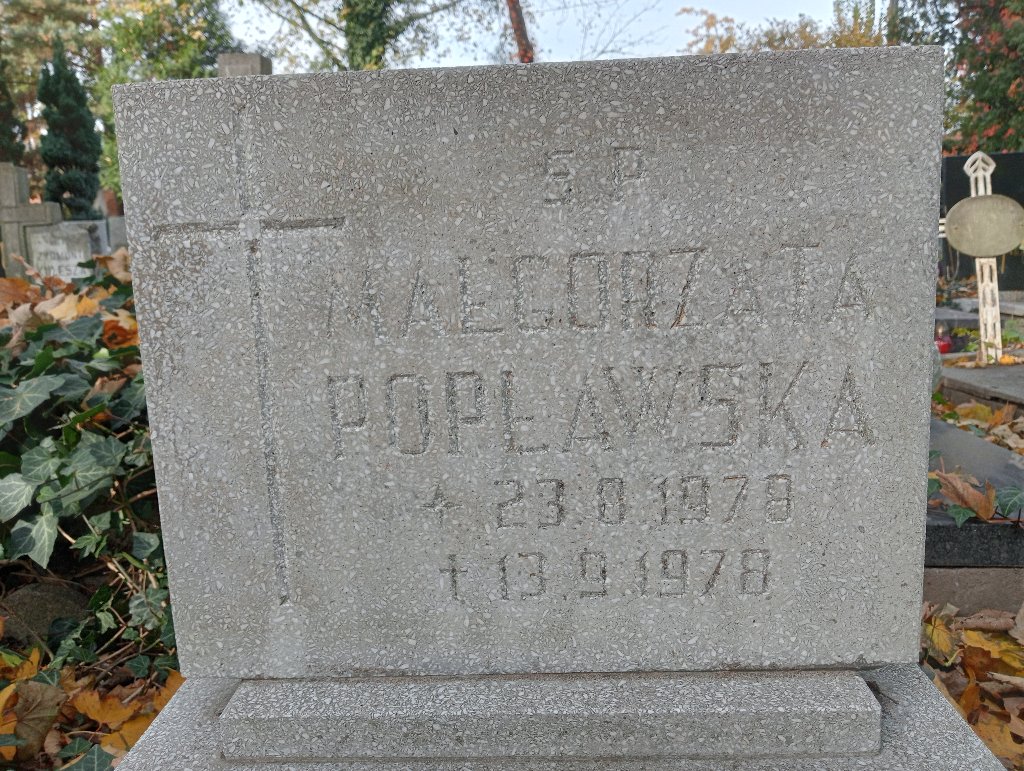 Ś P
MAŁGORZATA
POPŁAWSKA
23.8.1978
+ 13.9.1978